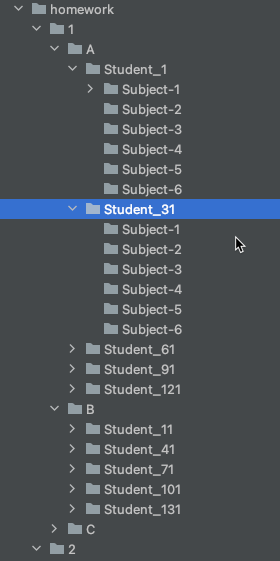 homework
1
A
Student_1
Subject-1
Subject-2
Subject-3
Subject-4
Subject-5
Subject-6
Student_31
Subject-1
Subject-2
Subject-3
Subject-4
Subject-5
Subject-6
Student_61
Student_91
Student_121
B
Student_11
Student_41
Student_71
Student_101
Student_131
C
2